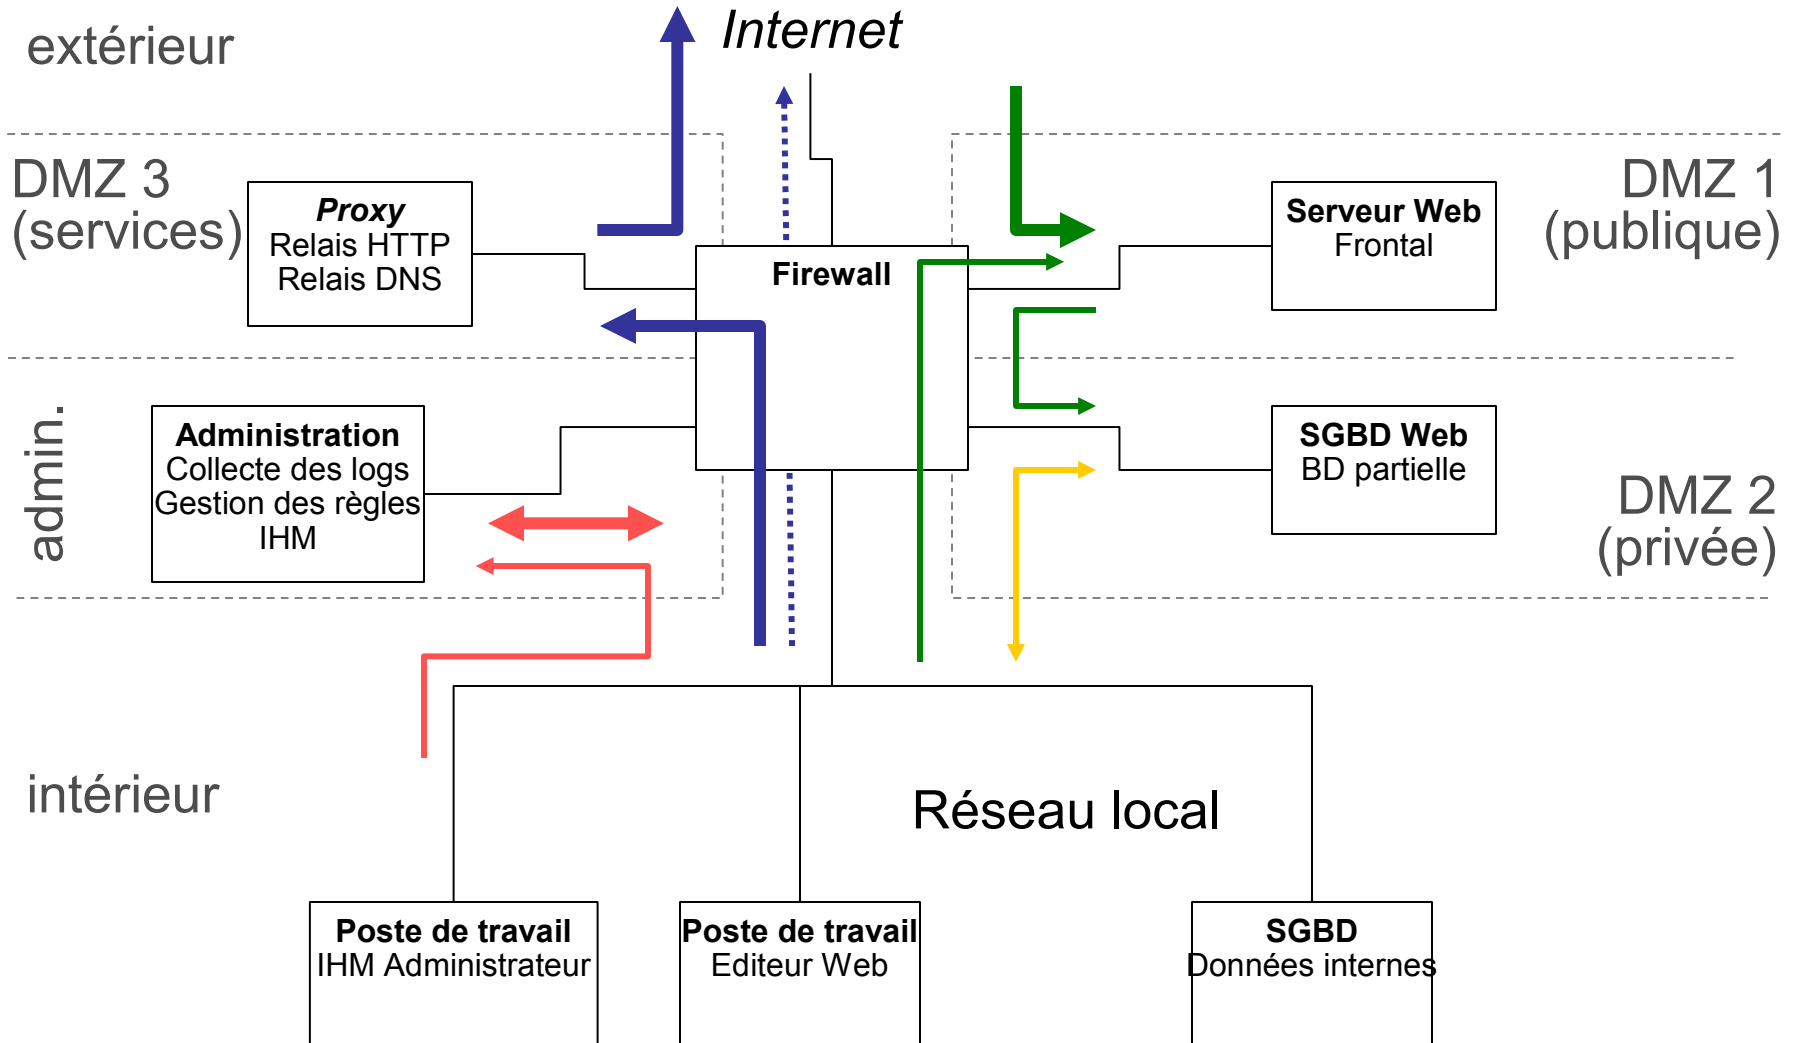 extérieur
Internet
DMZ 3
(services)
Proxy
Relais HTTP
Relais DNS
Firewall
Serveur Web
Frontal
DMZ 1
(publique)
admin.
Administration
Collecte des logs
Gestion des règles
IHM
SGBD Web
BD partielle
DMZ 2
(privée)
intérieur
Réseau local
Poste de travail
IHM Administrateur
Poste de travail
Editeur Web
SGBD
Données internes